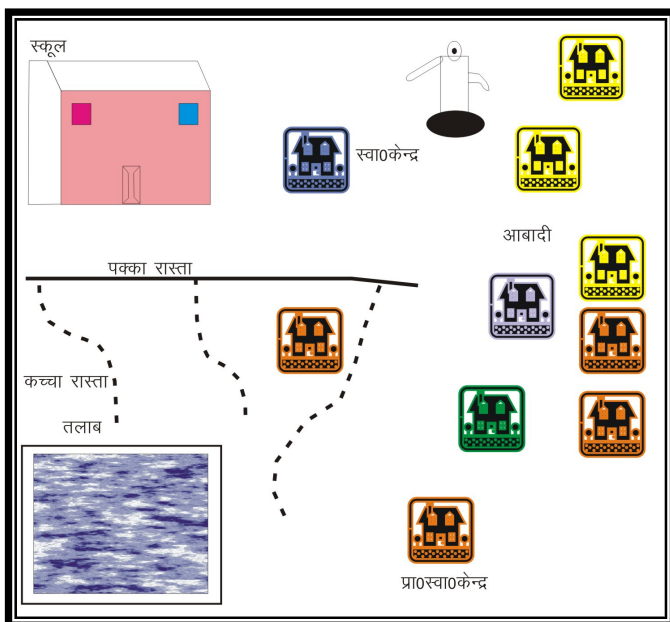 स्कूल
स्वा0केन्द्र
आबादी
पक्का रास्ता
कच्चा रास्ता
तलाब
प्रा0स्वा0केन्द्र